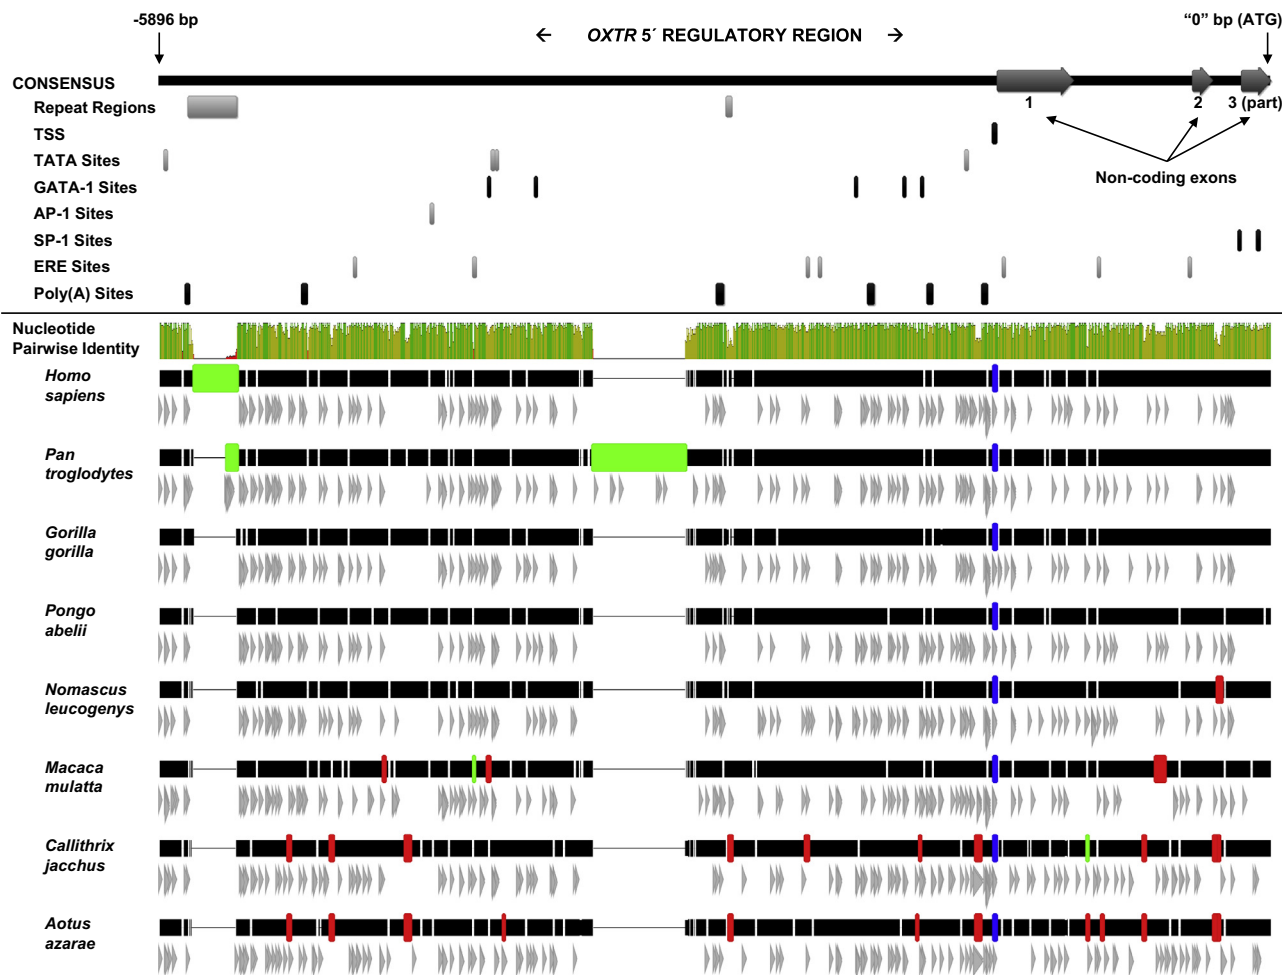 -5896 bp
← OXTR 5´ REGULATORY REGION →
“0” bp (ATG)
CONSENSUS
1
2
3 (part)
Repeat Regions
TSS
TATA Sites
Non-coding exons
GATA-1 Sites
AP-1 Sites
SP-1 Sites
ERE Sites
Poly(A) Sites
Nucleotide
Pairwise Identity
Homo
sapiens
Pan
troglodytes
Gorilla
gorilla
Pongo
abelii
Nomascus
leucogenys
Macaca
mulatta
Callithrix
jacchus
Aotus
azarae